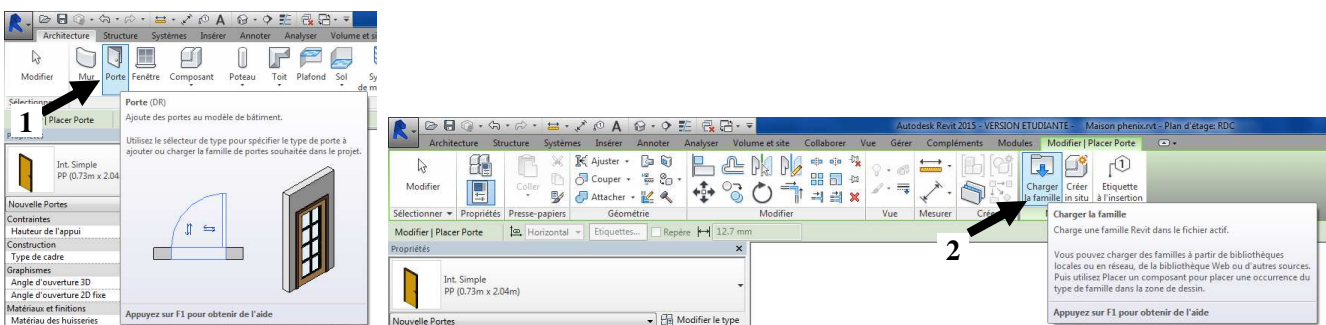 1
A
Architecture Structure Systèmes Insérer Annoter Analyser Volume et si
Modifier Mur Porte Fenêtre Composant Poteau Toit Plafond Sol Sy
de m
Placer Porte
Int. Simple
PP (0.73m x 2.04
Nouvelle Portes
Contraintes
Hauteur de l'appui
Construction
Type de cadre
Graphismes
Angle d'ouverture 3D
Angle d'ouverture 2D fixe
Matériaux et finitions
Matériau des huisseries
Porte (DR)
Ajoute des portes au modèle de bâtiment.
Utilisez le sélecteur de type pour spécifier le type de porte à
ajouter ou charger la famille de portes souhaitée dans le projet.
Appuyez sur F1 pour obtenir de l'aide
A
Autodesk Revit 2015 - VERSION ETUDIANTE - Maison phenix.rvt - Plan d'étage: RDC
Architecture Structure Systèmes Insérer Annoter Analyser Volume et site Collaborer Vue Gérer Compléments Modules Modifier | Placer Porte
Modifier
Coller
Ajuster
Couper
Attacher
Charger la famille
Créer in situ
Etiquette à l'insertion
Sélectionner Propriétés Presse-papiers Géométrie Modifier Vue Mesurer
Modifier | Placer Porte Horizontal Etiquettes... Repère 12.7 mm
Propriétés
Int. Simple
PP (0.73m x 2.04m)
Nouvelle Portes Modifier le type
2
Charger la famille
Charge une famille Revit dans le fichier actif.
Vous pouvez charger des familles à partir de bibliothèques
locales ou en réseau, de la bibliothèque Web ou d'autres sources.
Puis utilisez Placer un composant pour placer une occurrence du
type de famille dans la zone de dessin.
Appuyez sur F1 pour obtenir de l'aide